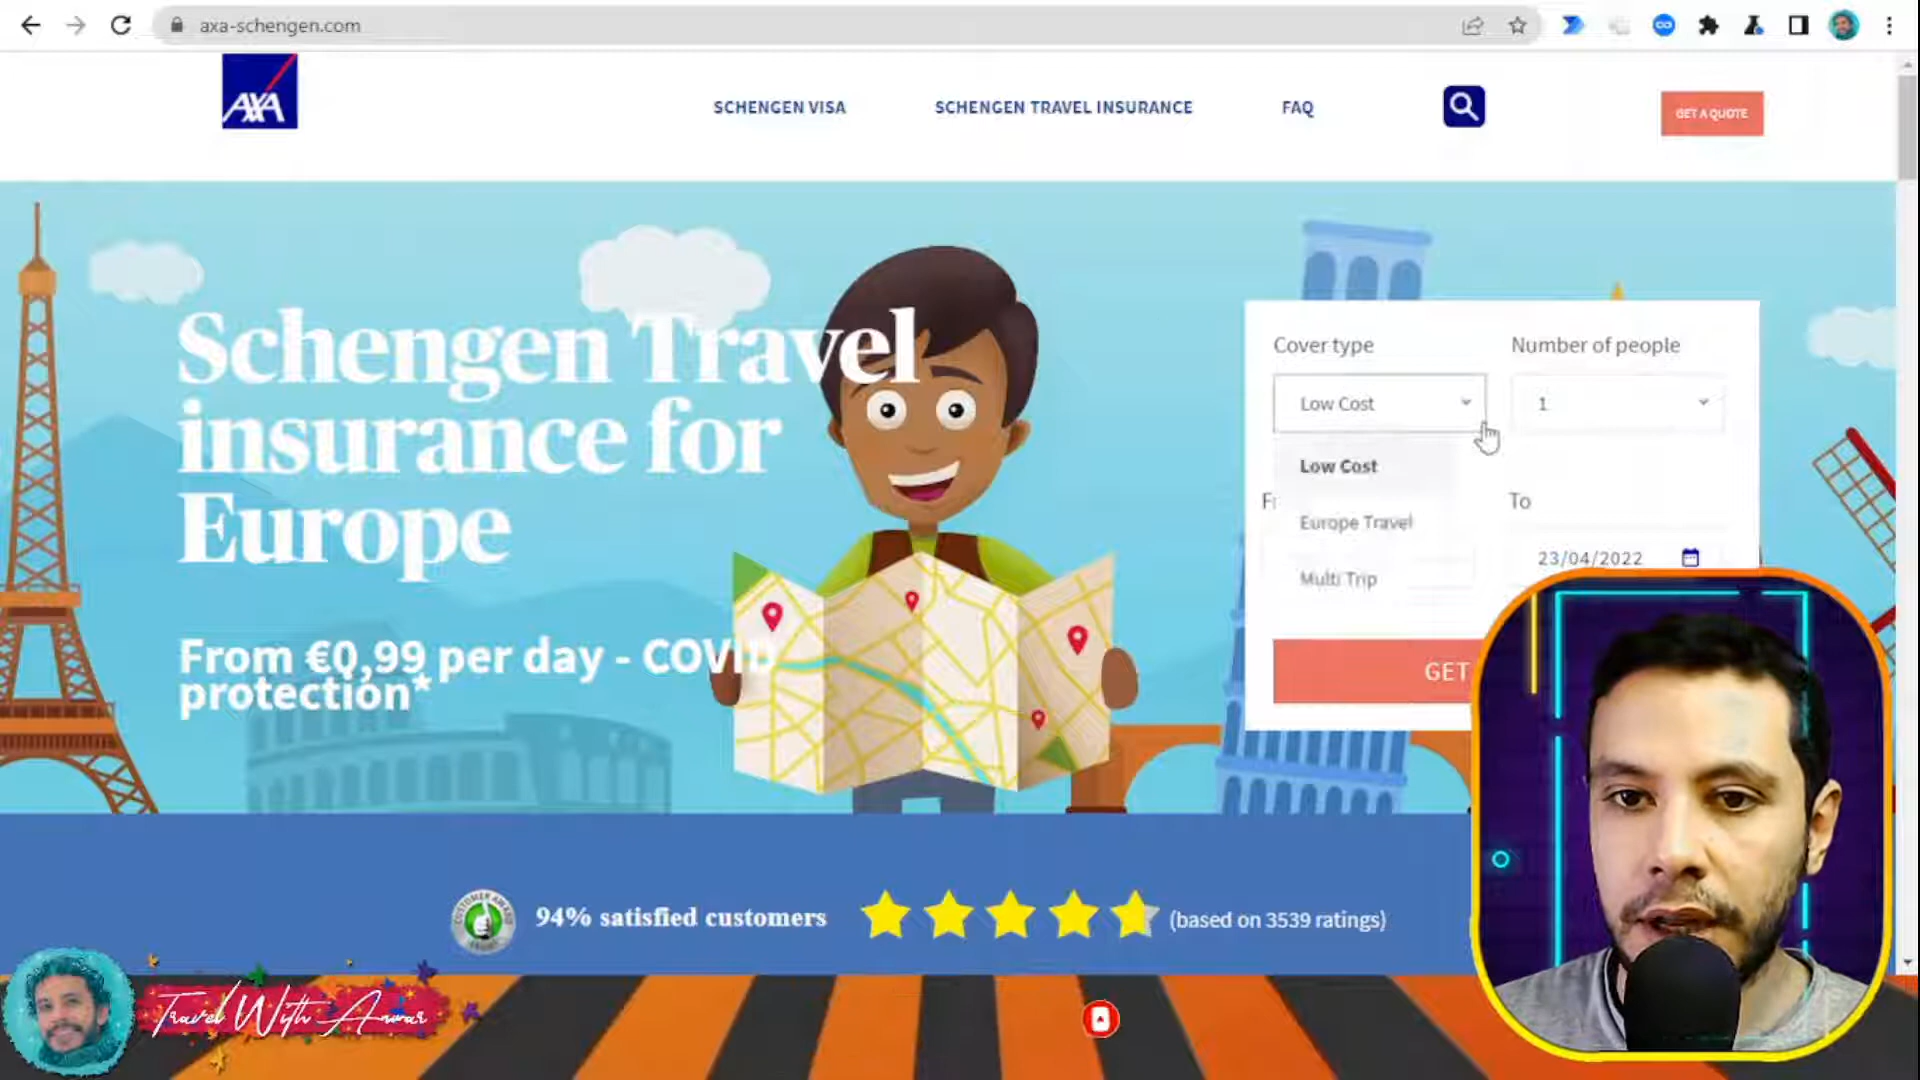 axa-schengen.com
AXA
SCHENGEN VISA
SCHENGEN TRAVEL INSURANCE
FAQ
GET A QUOTE
Schengen Travel
insurance for
Europe
From €0,99 per day - COVID
protection*
Cover type
Number of people
Low Cost
1
Low Cost
Europe Travel
Multi Trip
To
23/04/2022
GET
94% satisfied customers
(based on 3539 ratings)
Travel With Anwar